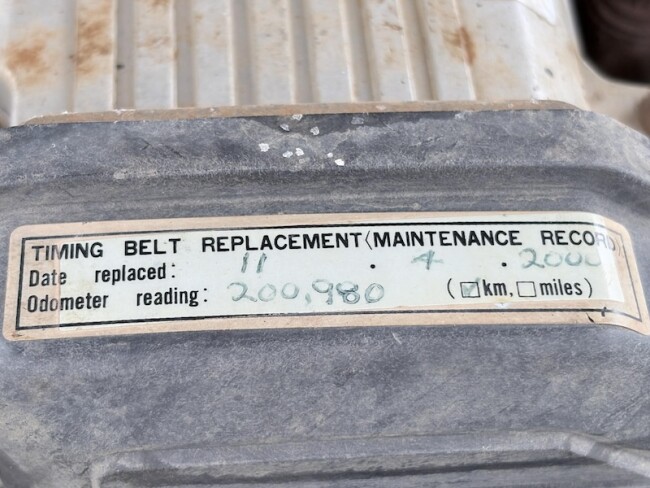 TIMING BELT REPLACEMENT〈MAINTENANCE RECORD〉
Date replaced: 11 . 4 . 2000
Odometer reading: 200,980 (☑km,☐miles)